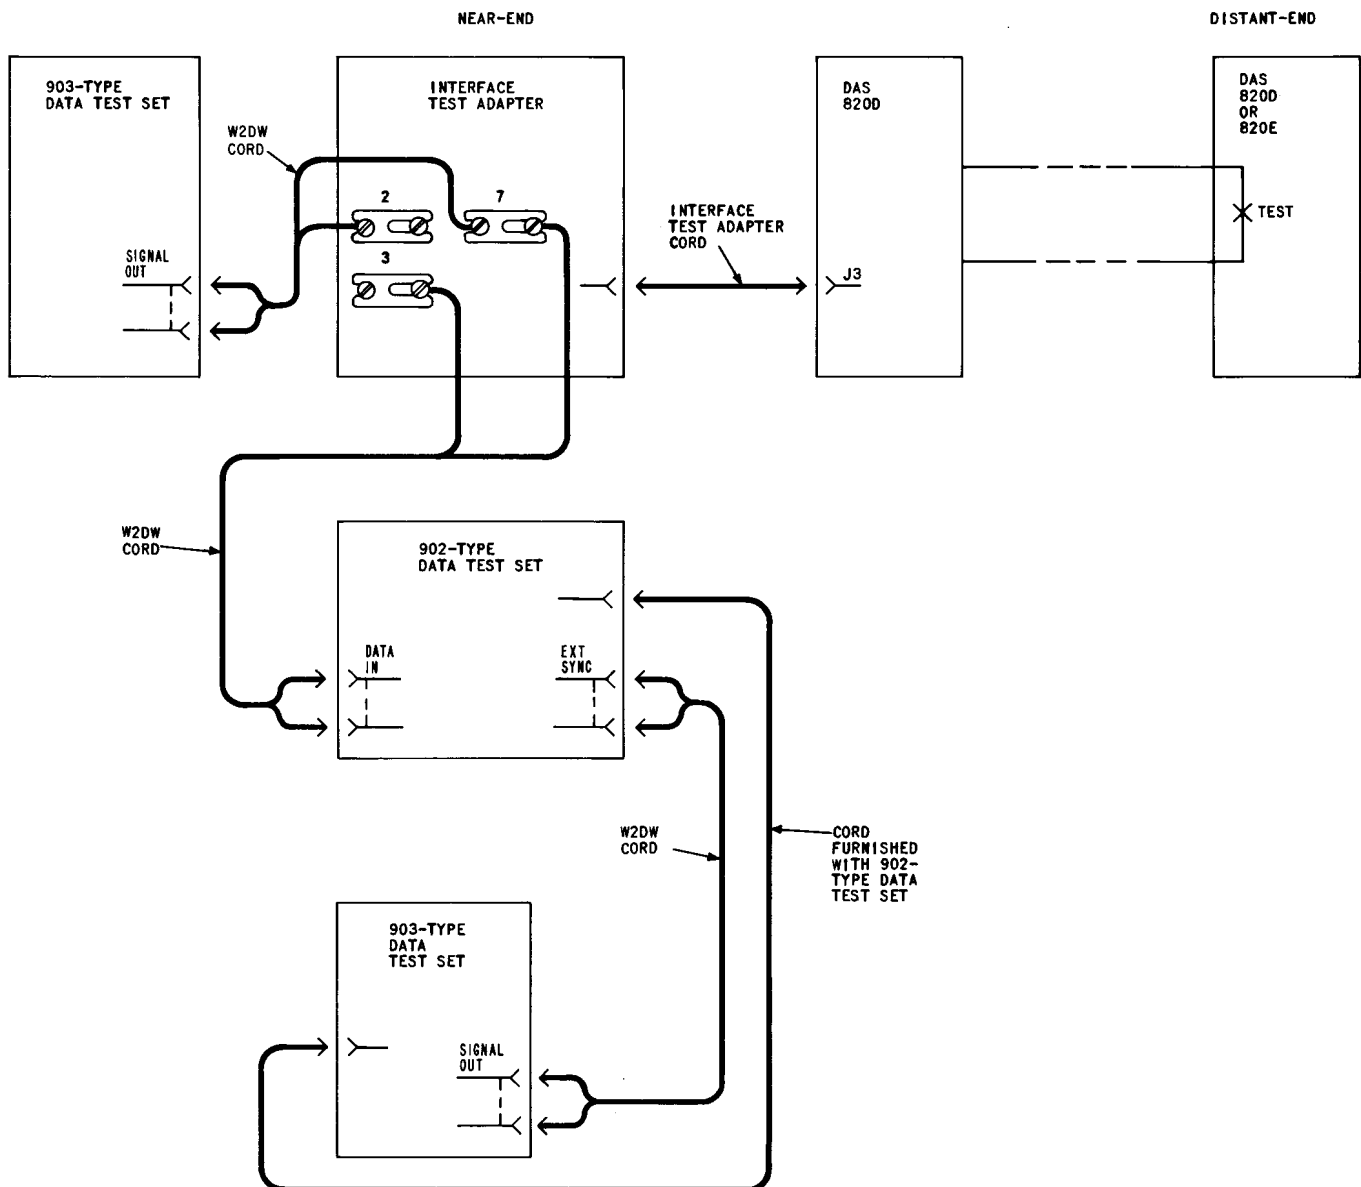 NEAR-END
DISTANT-END
903-TYPE
DATA TEST SET
INTERFACE
TEST ADAPTER
DAS
820D
DAS
820D
OR
820E
W2DW
CORD
2
7
3
SIGNAL
OUT
INTERFACE
TEST ADAPTER
CORD
J3
TEST
W2DW
CORD
902-TYPE
DATA TEST SET
DATA
IN
EXT
SYNC
W2DW
CORD
CORD
FURNISHED
WITH 902-
TYPE DATA
TEST SET
903-TYPE
DATA
TEST SET
SIGNAL
OUT